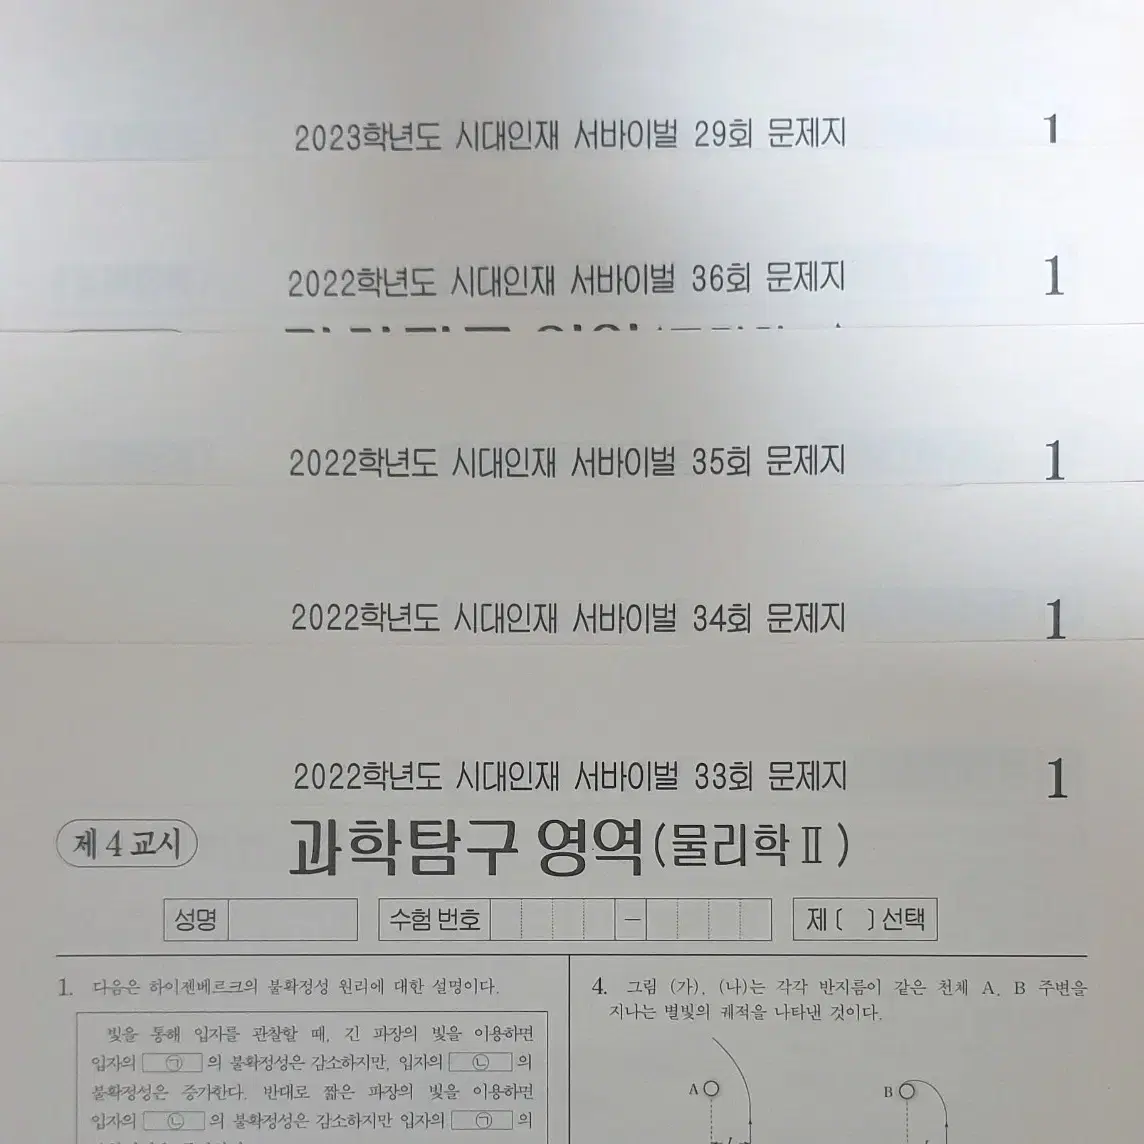 2023학년도 시대인재 서바이벌 29회 문제지 1
2022학년도 시대인재 서바이벌 36회 문제지 1
2022학년도 시대인재 서바이벌 35회 문제지 1
2022학년도 시대인재 서바이벌 34회 문제지 1
2022학년도 시대인재 서바이벌 33회 문제지 1
제 4 교시 과학탐구 영역 (물리학Ⅱ)
성명 수험 번호 – 제 ( ) 선택
1. 다음은 하이젠베르크의 불확정성 원리에 대한 설명이다.
빛을 통해 입자를 관찰할 때, 긴 파장의 빛을 이용하면
입자의 ㉠ 의 불확정성은 감소하지만, 입자의 ㉡ 의
불확정성은 증가한다. 반대로 짧은 파장의 빛을 이용하면
입자의 ㉡ 의 불확정성은 감소하지만 입자의 ㉠ 의
4. 그림 (가), (나)는 각각 반지름이 같은 천체 A, B 주변을
지나는 별빛의 궤적을 나타낸 것이다.
A
B